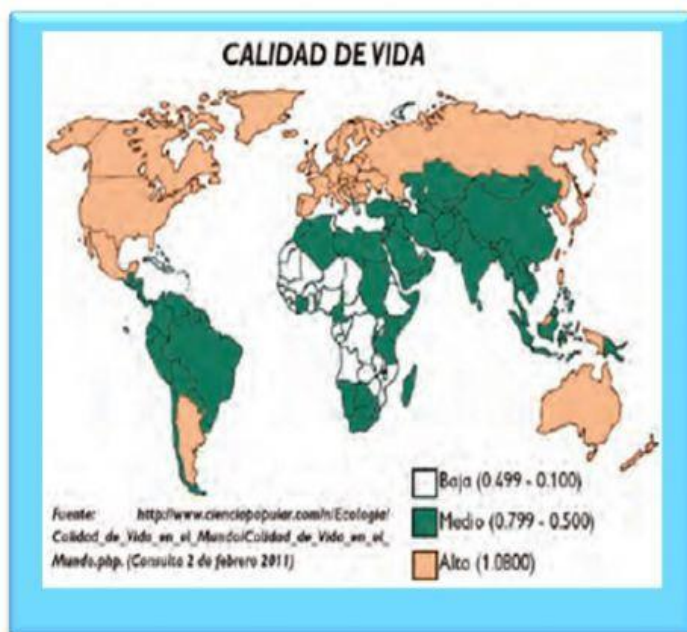 CALIDAD DE VIDA
Baja (0.499 - 0.100)
Medio (0.799 - 0.500)
Alto (1.0800)
Fuente: http://www.cienciapopular.com/n/Ecologia/
Calidad_de_Vida_en_el_Mundo/Calidad_de_Vida_en_el_
Mundo.php. (Consulta 2 de febrero 2011)